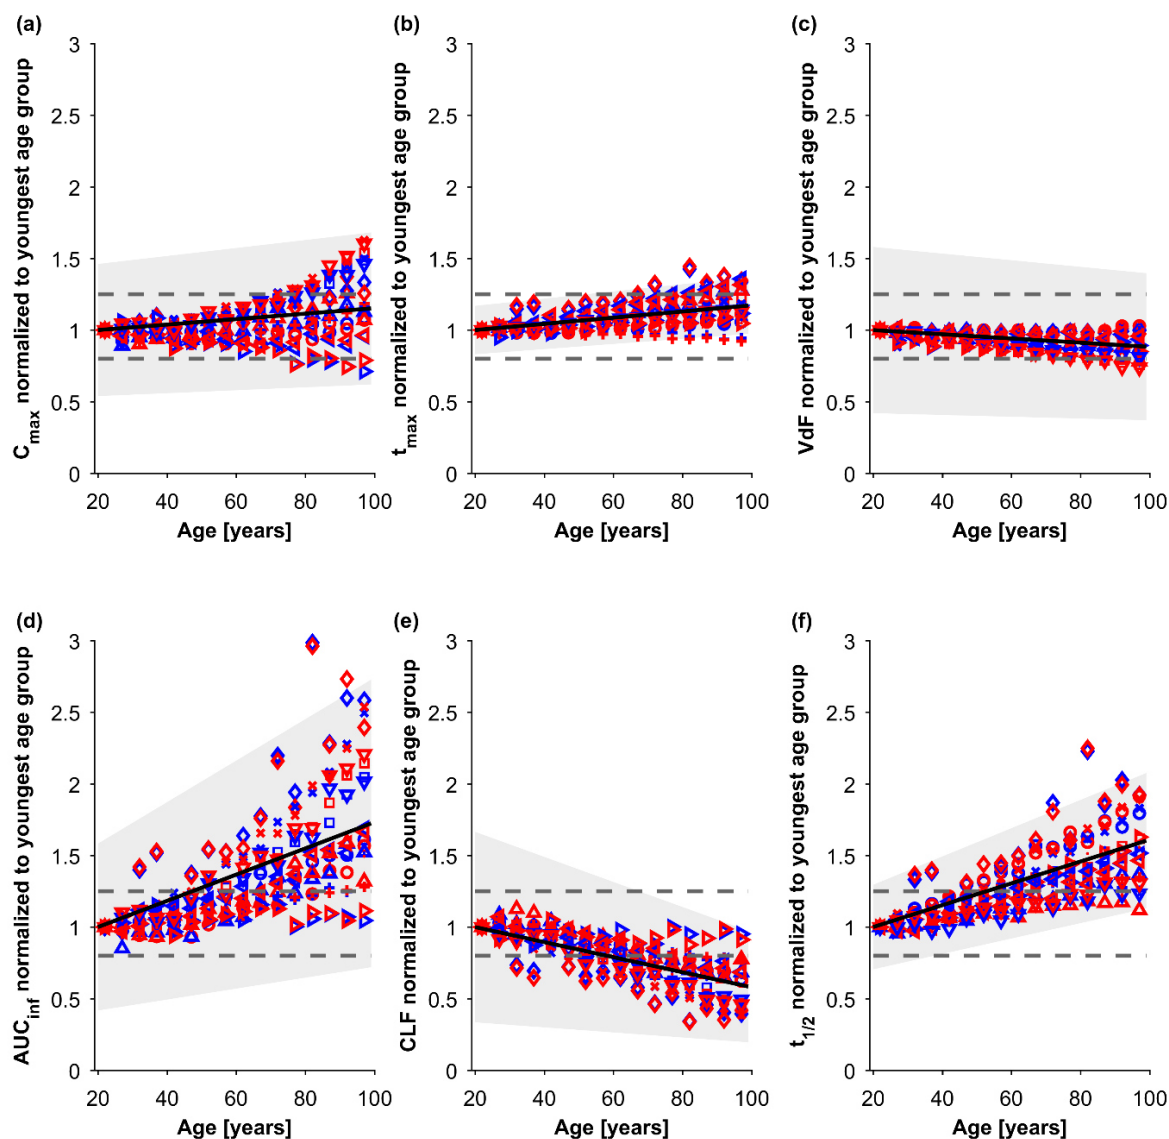 (a)
(b)
(c)
C_max normalized to youngest age group
3
2.5
2
1.5
1
0.5
0
20 40 60 80 100
Age [years]
t_max normalized to youngest age group
3
2.5
2
1.5
1
0.5
0
20 40 60 80 100
Age [years]
VdF normalized to youngest age group
3
2.5
2
1.5
1
0.5
0
20 40 60 80 100
Age [years]
(d)
(e)
(f)
AUC_inf normalized to youngest age group
3
2.5
2
1.5
1
0.5
0
20 40 60 80 100
Age [years]
CLF normalized to youngest age group
3
2.5
2
1.5
1
0.5
0
20 40 60 80 100
Age [years]
t_1/2 normalized to youngest age group
3
2.5
2
1.5
1
0.5
0
20 40 60 80 100
Age [years]